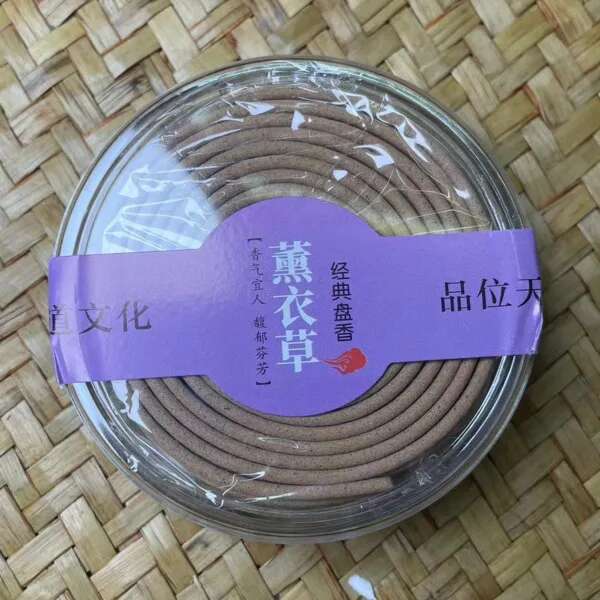 经典盘香
薰衣草
【香气宜人 馥郁芬芳】
道文化
品位天